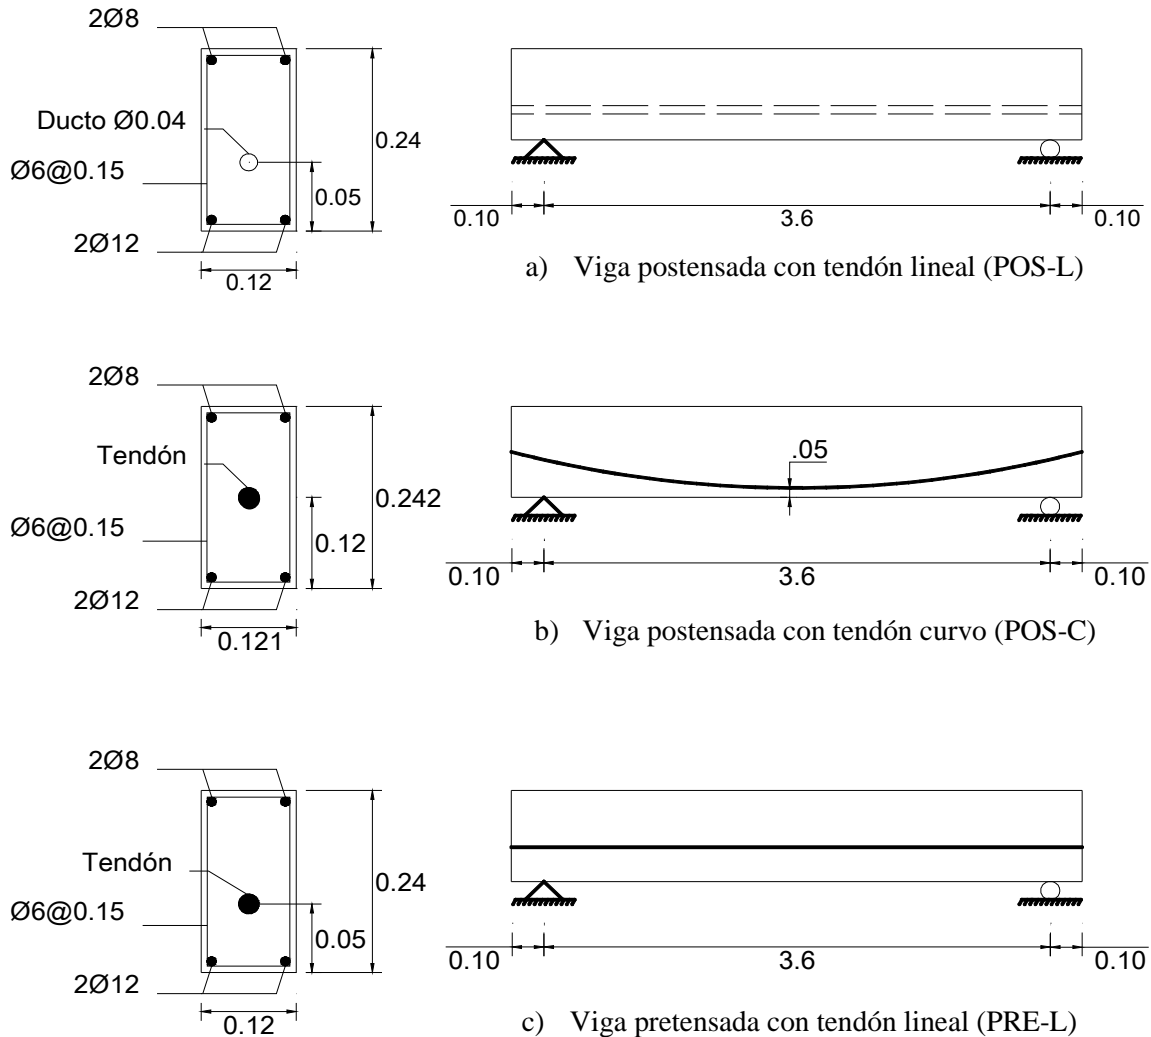 2Ø8
Ducto Ø0.04
Ø6@0.15
2Ø12
0.24
0.05
0.12
0.10
3.6
0.10
a) Viga postensada con tendón lineal (POS-L)
2Ø8
Tendón
Ø6@0.15
2Ø12
0.242
0.12
0.121
.05
0.10
3.6
0.10
b) Viga postensada con tendón curvo (POS-C)
2Ø8
Tendón
Ø6@0.15
2Ø12
0.24
0.05
0.12
0.10
3.6
0.10
c) Viga pretensada con tendón lineal (PRE-L)